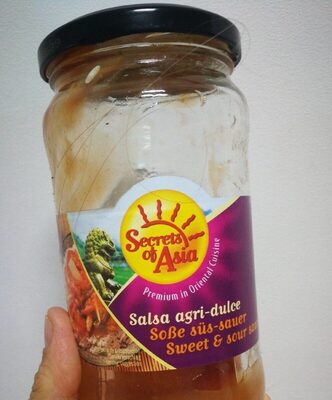 Secrets
of Asia
Premium in Oriental Cuisine
Salsa agri-dulce
Soße süs-sauer
Sweet & sour